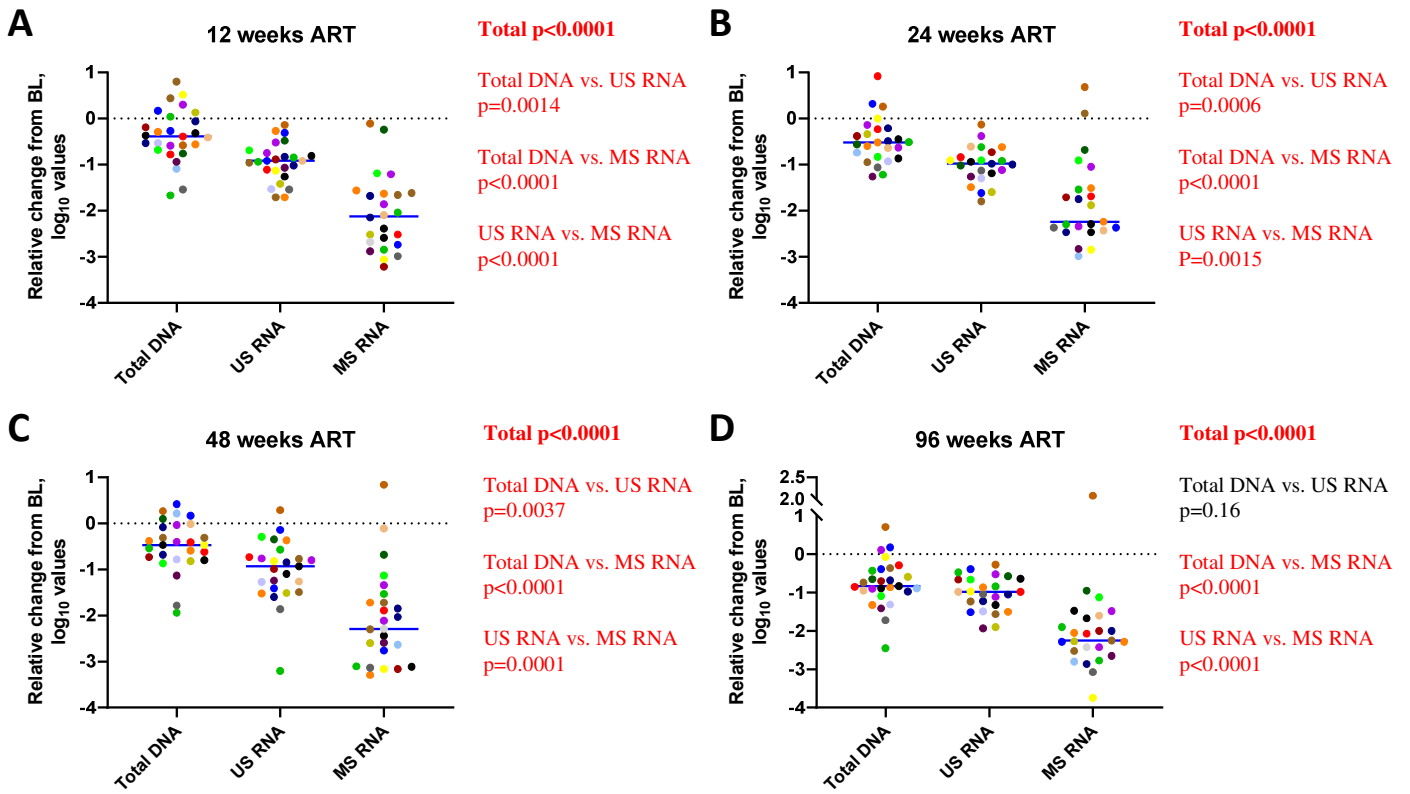 A
12 weeks ART
Total p<0.0001
Total DNA vs. US RNA
p=0.0014
Total DNA vs. MS RNA
p<0.0001
US RNA vs. MS RNA
p<0.0001
Relative change from BL,
log10 values
1
0
-1
-2
-3
-4
Total DNA
US RNA
MS RNA
B
24 weeks ART
Total p<0.0001
Total DNA vs. US RNA
p=0.0006
Total DNA vs. MS RNA
p<0.0001
US RNA vs. MS RNA
P=0.0015
Relative change from BL,
log10 values
1
0
-1
-2
-3
-4
Total DNA
US RNA
MS RNA
C
48 weeks ART
Total p<0.0001
Total DNA vs. US RNA
p=0.0037
Total DNA vs. MS RNA
p<0.0001
US RNA vs. MS RNA
p=0.0001
Relative change from BL,
log10 values
1
0
-1
-2
-3
-4
Total DNA
US RNA
MS RNA
D
96 weeks ART
Total p<0.0001
Total DNA vs. US RNA
p=0.16
Total DNA vs. MS RNA
p<0.0001
US RNA vs. MS RNA
p<0.0001
Relative change from BL,
log10 values
2.5
2.0
1
0
-1
-2
-3
-4
Total DNA
US RNA
MS RNA